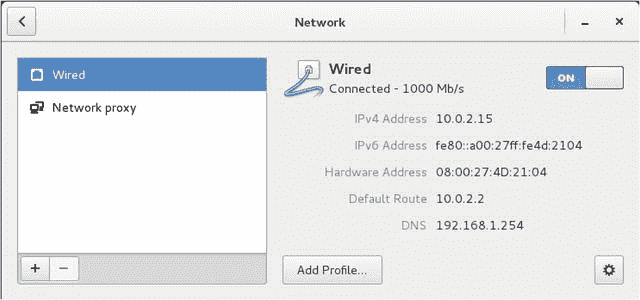 Network
Wired
Network proxy
Wired
Connected - 1000 Mb/s
ON
IPv4 Address 10.0.2.15
IPv6 Address fe80::a00:27ff:fe4d:2104
Hardware Address 08:00:27:4D:21:04
Default Route 10.0.2.2
DNS 192.168.1.254
Add Profile...